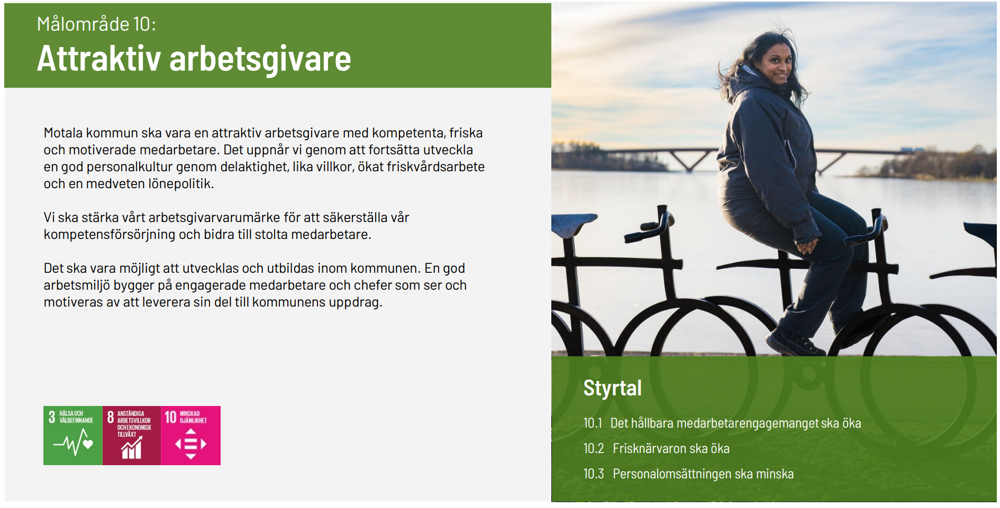 Målområde 10:
Attraktiv arbetsgivare
Motala kommun ska vara en attraktiv arbetsgivare med kompetenta, friska
och motiverade medarbetare. Det uppnår vi genom att fortsätta utveckla
en god personalkultur genom delaktighet, lika villkor, ökat friskvårdsarbete
och en medveten lönepolitik.
Vi ska stärka vårt arbetsgivarvarumärke för att säkerställa vår
kompetensförsörjning och bidra till stolta medarbetare.
Det ska vara möjligt att utvecklas och utbildas inom kommunen. En god
arbetsmiljö bygger på engagerade medarbetare och chefer som ser och
motiveras av att leverera sin del till kommunens uppdrag.
3 HÄLSA OCH
VÄLBEFINNANDE
8 ANSTÄNDIGA
ARBETSVILLKOR
OCH EKONOMISK
TILLVÄXT
10 MINSKAD
OJÄMLIKHET
Styrtal
10.1 Det hållbara medarbetarengagemanget ska öka
10.2 Frisknärvaron ska öka
10.3 Personalomsättningen ska minska